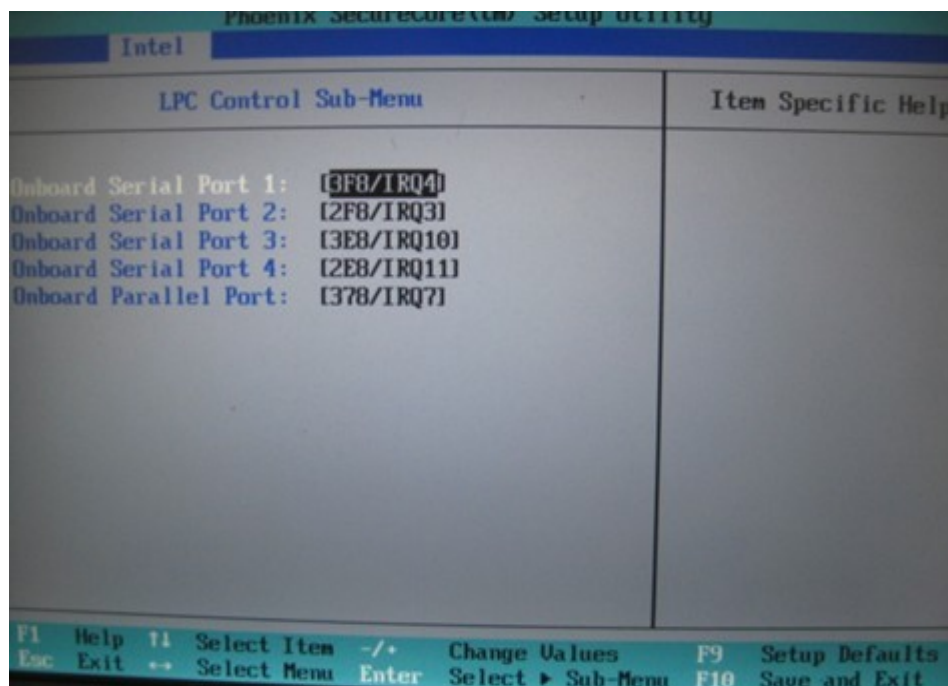 Phoenix SecureCore(tm) Setup Utility
Intel
LPC Control Sub-Menu
Item Specific Help
Onboard Serial Port 1: [3F8/IRQ4]
Onboard Serial Port 2: [2F8/IRQ3]
Onboard Serial Port 3: [3E8/IRQ10]
Onboard Serial Port 4: [2E8/IRQ11]
Onboard Parallel Port: [378/IRQ7]
F1 Help ↑↓ Select Item -/+ Change Values F9 Setup Defaults
Esc Exit ↔ Select Menu Enter Select ▶ Sub-Menu F10 Save and Exit